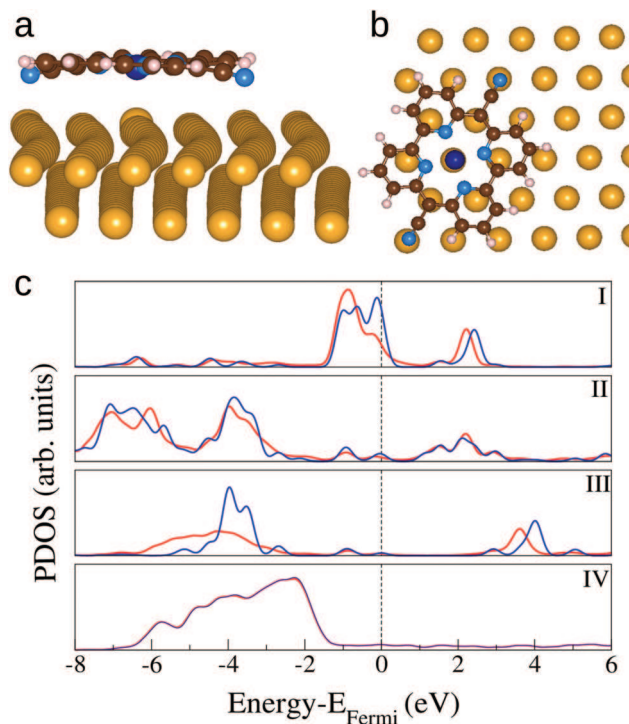 a
b
c
I
II
III
IV
PDOS (arb. units)
-8 -6 -4 -2 0 2 4 6
Energy-E_Fermi (eV)